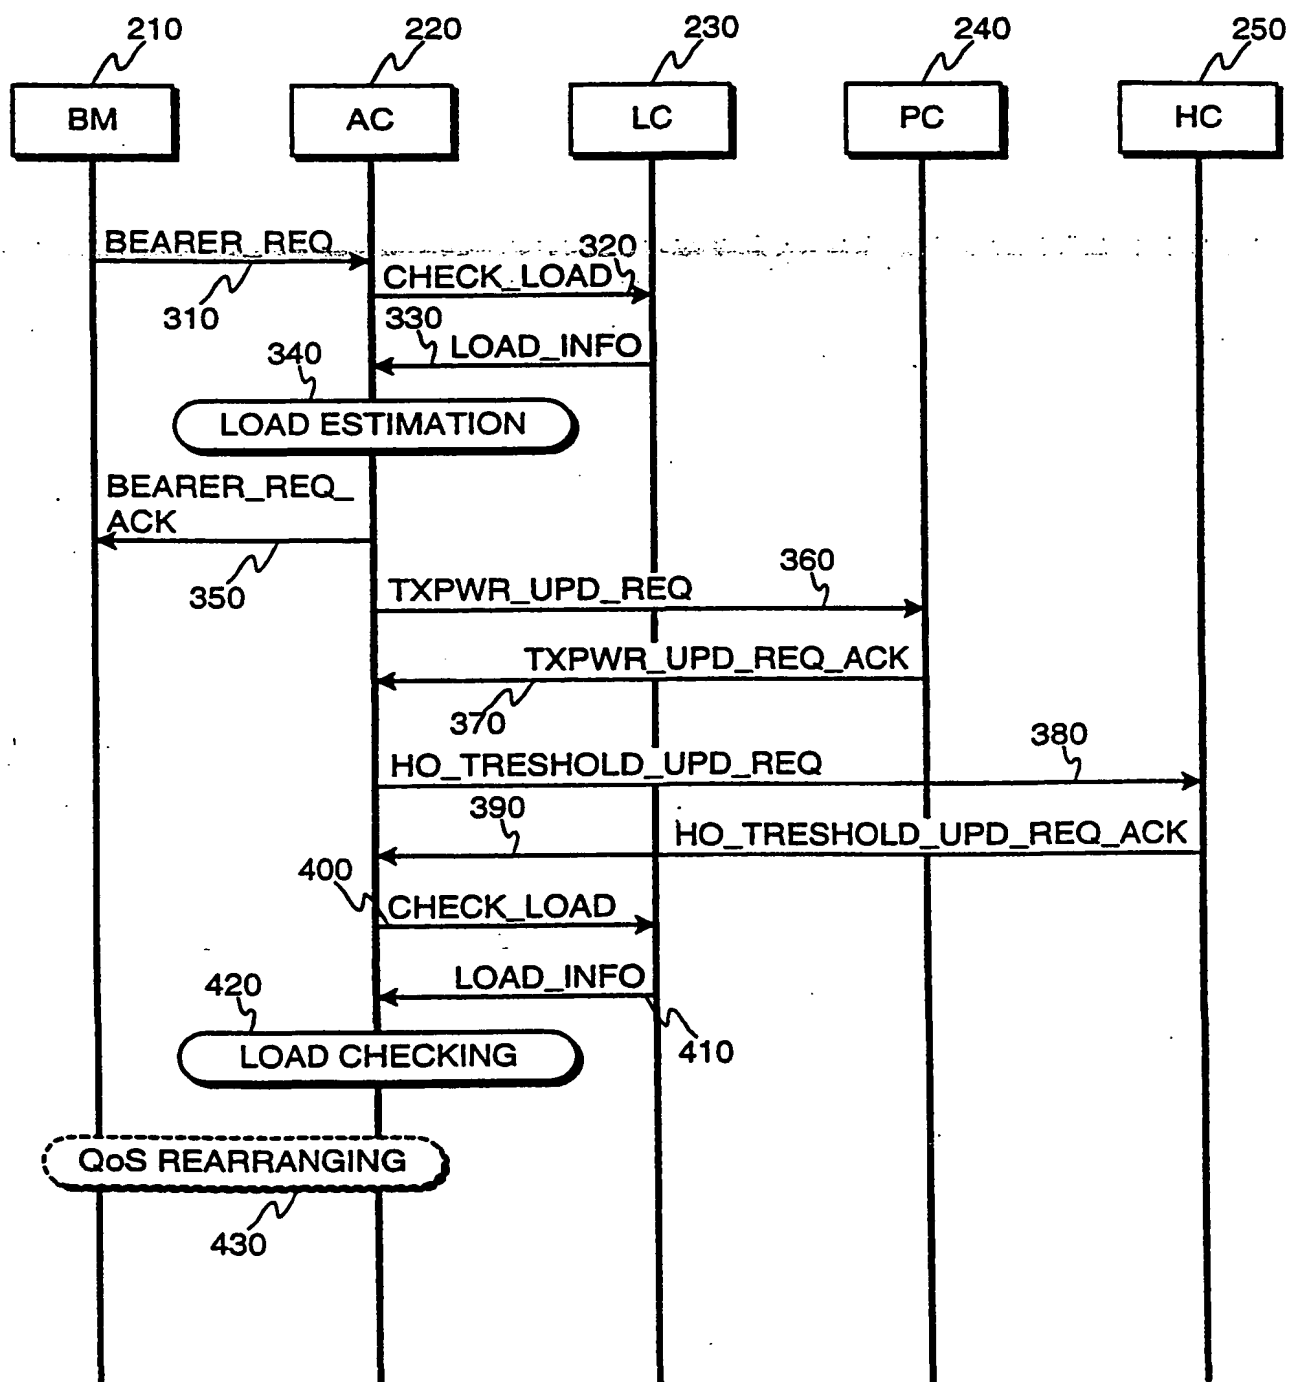 210
220
230
240
250
BM
AC
LC
PC
HC
BEARER_REQ
310
320
CHECK_LOAD
330
LOAD_INFO
340
LOAD ESTIMATION
BEARER_REQ_
ACK
350
360
TXPWR_UPD_REQ
TXPWR_UPD_REQ_ACK
370
380
HO_TRESHOLD_UPD_REQ
390
HO_TRESHOLD_UPD_REQ_ACK
400
CHECK_LOAD
LOAD_INFO
410
420
LOAD CHECKING
QoS REARRANGING
430